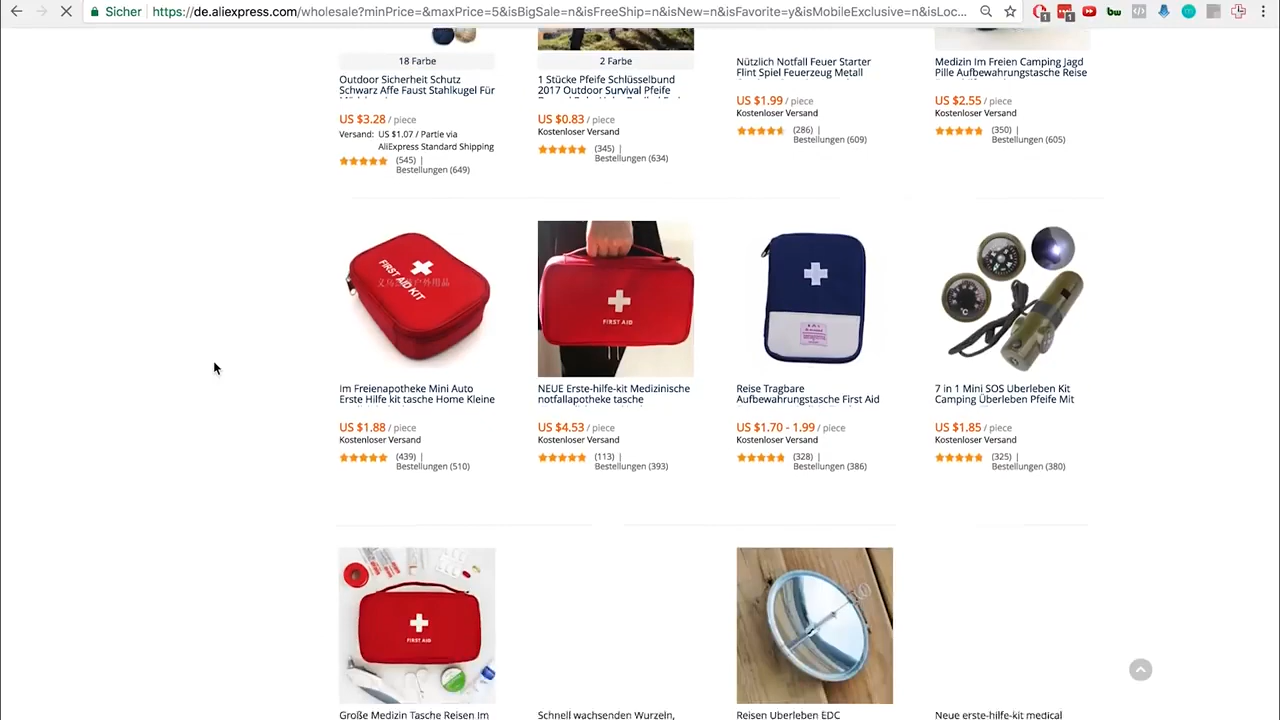 Sicher
https://de.aliexpress.com/wholesale?minPrice=&maxPrice=5&isBigSale=n&isFreeShip=n&isNew=n&isFavorite=y&isMobileExclusive=n&isLoc...
18 Farbe
Outdoor Sicherheit Schutz
Schwarz Affe Faust Stahlkugel Für
US $3.28 / piece
Versand: US $1.07 / Partie via
AliExpress Standard Shipping
(545) |
Bestellungen (649)
2 Farbe
1 Stücke Pfeife Schlüsselbund
2017 Outdoor Survival Pfeife
US $0.83 / piece
Kostenloser Versand
(345) |
Bestellungen (634)
Nützlich Notfall Feuer Starter
Flint Spiel Feuerzeug Metall
US $1.99 / piece
Kostenloser Versand
(286) |
Bestellungen (609)
Medizin Im Freien Camping Jagd
Pille Aufbewahrungstasche Reise
US $2.55 / piece
Kostenloser Versand
(350) |
Bestellungen (605)
FIRST AID KIT
Im Freienapotheke Mini Auto
Erste Hilfe kit tasche Home Kleine
US $1.88 / piece
Kostenloser Versand
(439) |
Bestellungen (510)
FIRST AID
NEUE Erste-hilfe-kit Medizinische
notfallapotheke tasche
US $4.53 / piece
Kostenloser Versand
(113) |
Bestellungen (393)
Reise Tragbare
Aufbewahrungstasche First Aid
US $1.70 - 1.99 / piece
Kostenloser Versand
(328) |
Bestellungen (386)
7 in 1 Mini SOS Überleben Kit
Camping Überleben Pfeife Mit
US $1.85 / piece
Kostenloser Versand
(325) |
Bestellungen (380)
FIRST AID
Große Medizin Tasche Reisen Im
Schnell wachsenden Wurzeln,
Reisen Überleben EDC
Neue erste-hilfe-kit medical